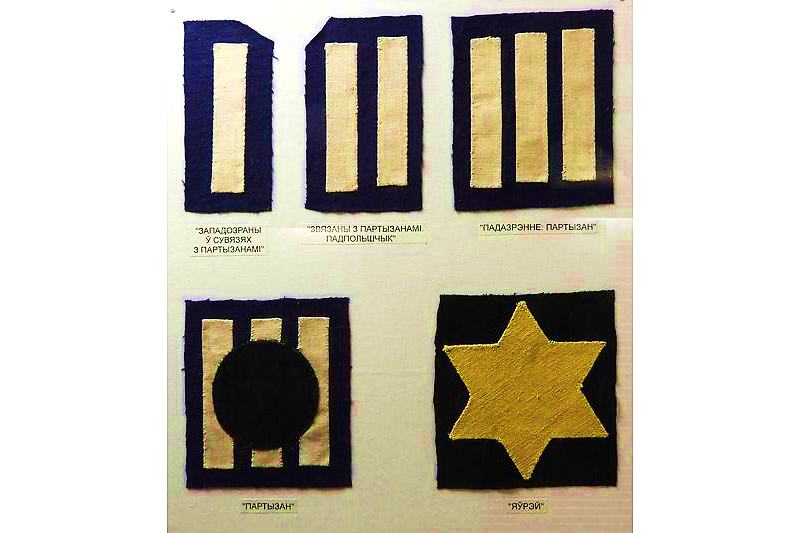 "ЗАПАДОЗРАНЫ
Ў СУВЯЗЯХ
З ПАРТЫЗАНАМІ"
"ЗВЯЗАНЫ З ПАРТЫЗАНАМІ.
ПАДПОЛЬШЧЫК"
"ПАДАЗРЭННЕ: ПАРТЫЗАН"
"ПАРТЫЗАН"
"ЯЎРЭЙ"